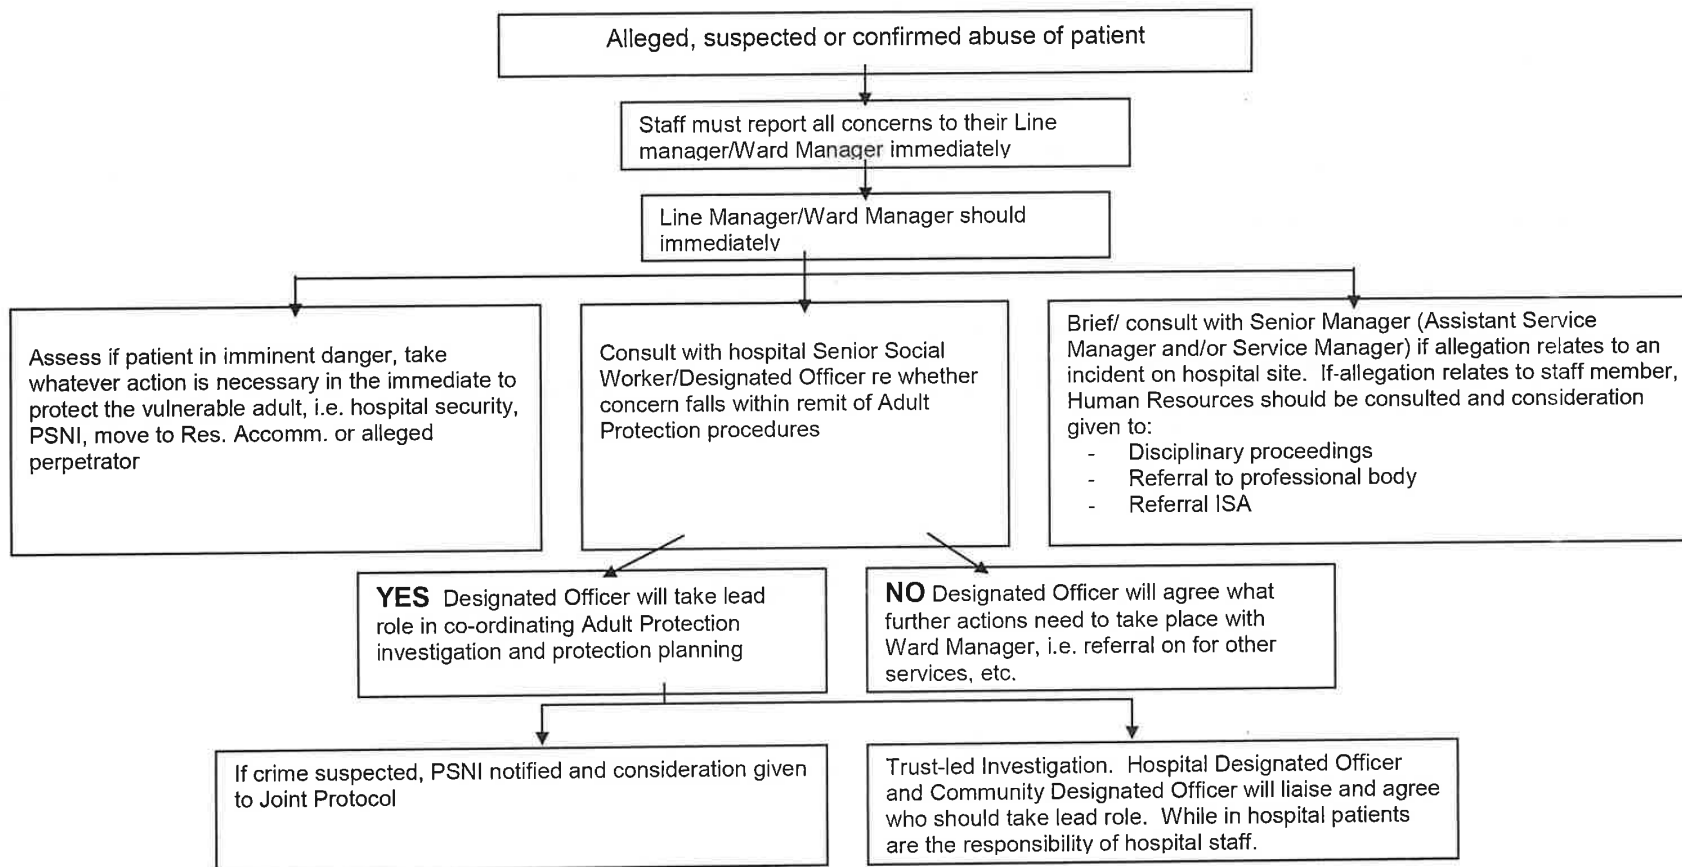 Alleged, suspected or confirmed abuse of patient
Staff must report all concerns to their Line
manager/Ward Manager immediately
Line Manager/Ward Manager should
immediately
Assess if patient in imminent danger, take
whatever action is necessary in the immediate to
protect the vulnerable adult, i.e. hospital security,
PSNI, move to Res. Accomm. or alleged
perpetrator
Consult with hospital Senior Social
Worker/Designated Officer re whether
concern falls within remit of Adult
Protection procedures
Brief/ consult with Senior Manager (Assistant Service
Manager and/or Service Manager) if allegation relates to an
incident on hospital site. If-allegation relates to staff member,
Human Resources should be consulted and consideration
given to:
- Disciplinary proceedings
- Referral to professional body
- Referral ISA
YES Designated Officer will take lead
role in co-ordinating Adult Protection
investigation and protection planning
NO Designated Officer will agree what
further actions need to take place with
Ward Manager, i.e. referral on for other
services, etc.
If crime suspected, PSNI notified and consideration given
to Joint Protocol
Trust-led Investigation. Hospital Designated Officer
and Community Designated Officer will liaise and agree
who should take lead role. While in hospital patients
are the responsibility of hospital staff.